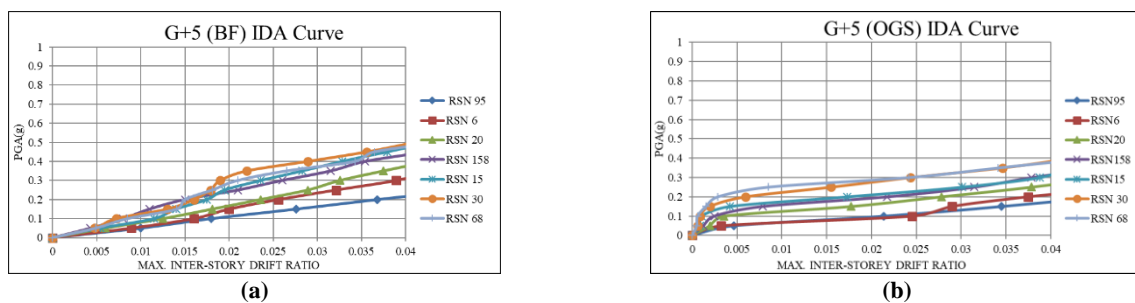 G+5 (BF) IDA Curve
1
0.9
0.8
0.7
0.6
0.5
0.4
0.3
0.2
0.1
0
PGA(g)
0 0.005 0.01 0.015 0.02 0.025 0.03 0.035 0.04
MAX. INTER-STORY DRIFT RATIO
RSN 95
RSN 6
RSN 20
RSN 158
RSN 15
RSN 30
RSN 68
(a)
G+5 (OGS) IDA Curve
1
0.9
0.8
0.7
0.6
0.5
0.4
0.3
0.2
0.1
0
PGA(g)
0 0.005 0.01 0.015 0.02 0.025 0.03 0.035 0.04
MAX. INTER-STOREY DRIFT RATIO
RSN95
RSN6
RSN20
RSN158
RSN15
RSN 30
RSN 68
(b)